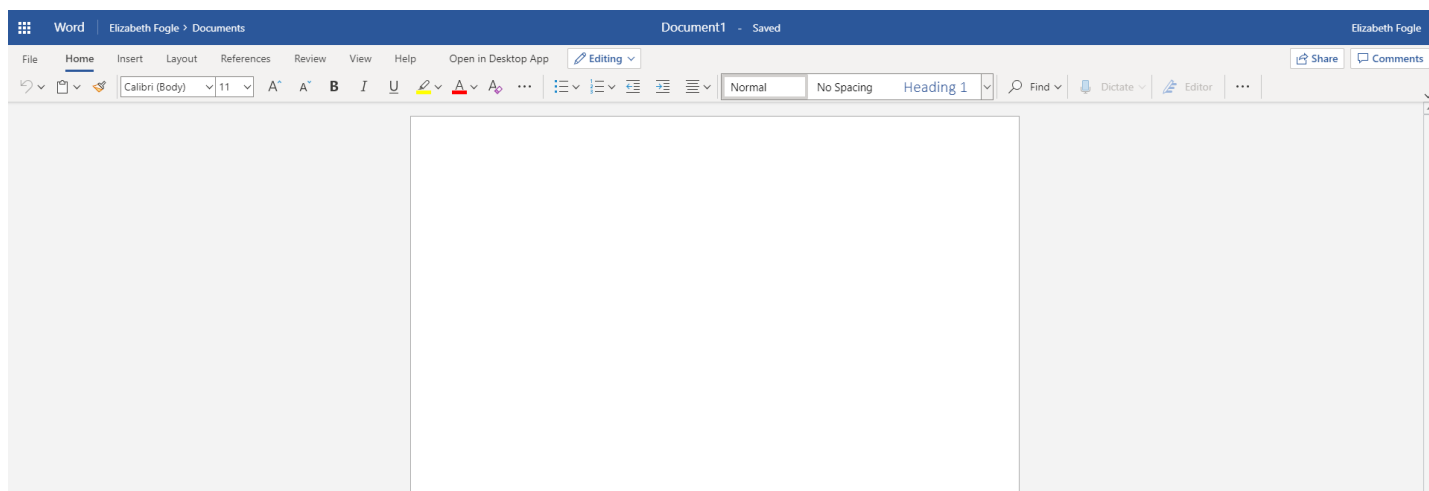 Word Elizabeth Fogle > Documents Document1 - Saved Elizabeth Fogle
File Home Insert Layout References Review View Help Open in Desktop App Editing Share Comments
Calibri (Body) 11 A A B I U A A Normal No Spacing Heading 1 Find Dictate Editor